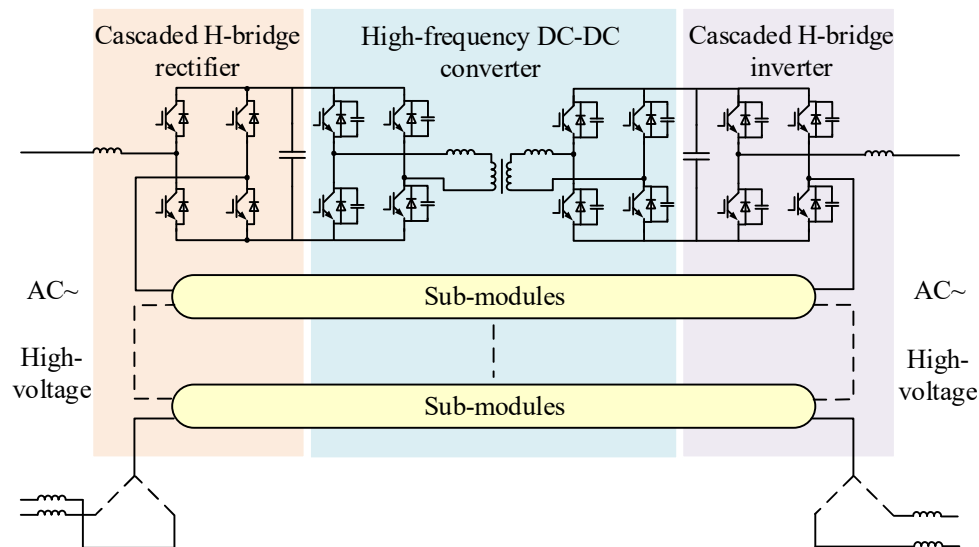 Cascaded H-bridge
rectifier
High-frequency DC-DC
converter
Cascaded H-bridge
inverter
AC~
High-
voltage
Sub-modules
Sub-modules
AC~
High-
voltage